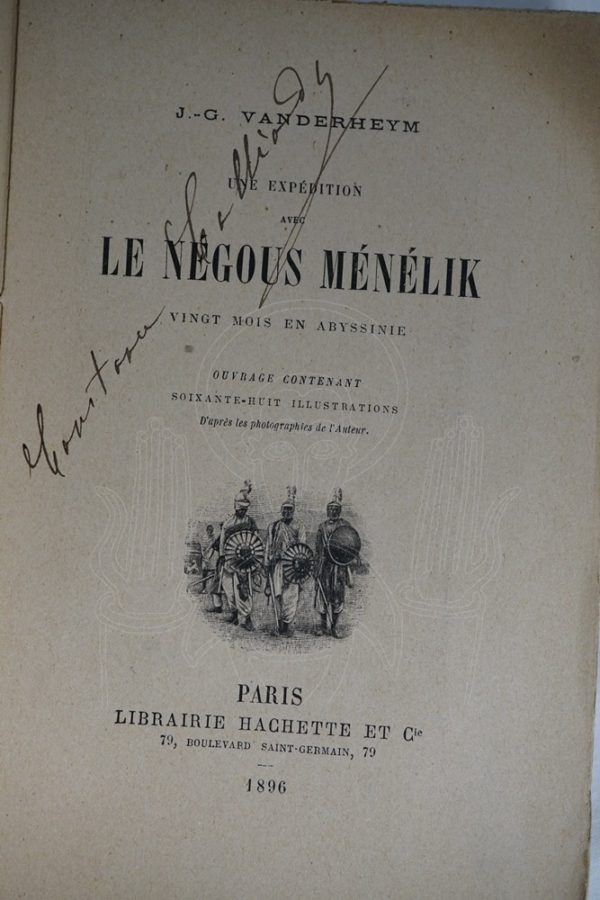 J.-G. VANDERHEYM
UNE EXPÉDITION
AVEC
LE NÉGOUS MÉNÉLIK
VINGT MOIS EN ABYSSINIE
OUVRAGE CONTENANT
SOIXANTE-HUIT ILLUSTRATIONS
D'après les photographies de l'Auteur.
PARIS
LIBRAIRIE HACHETTE ET Cie
79, BOULEVARD SAINT-GERMAIN, 79
1896